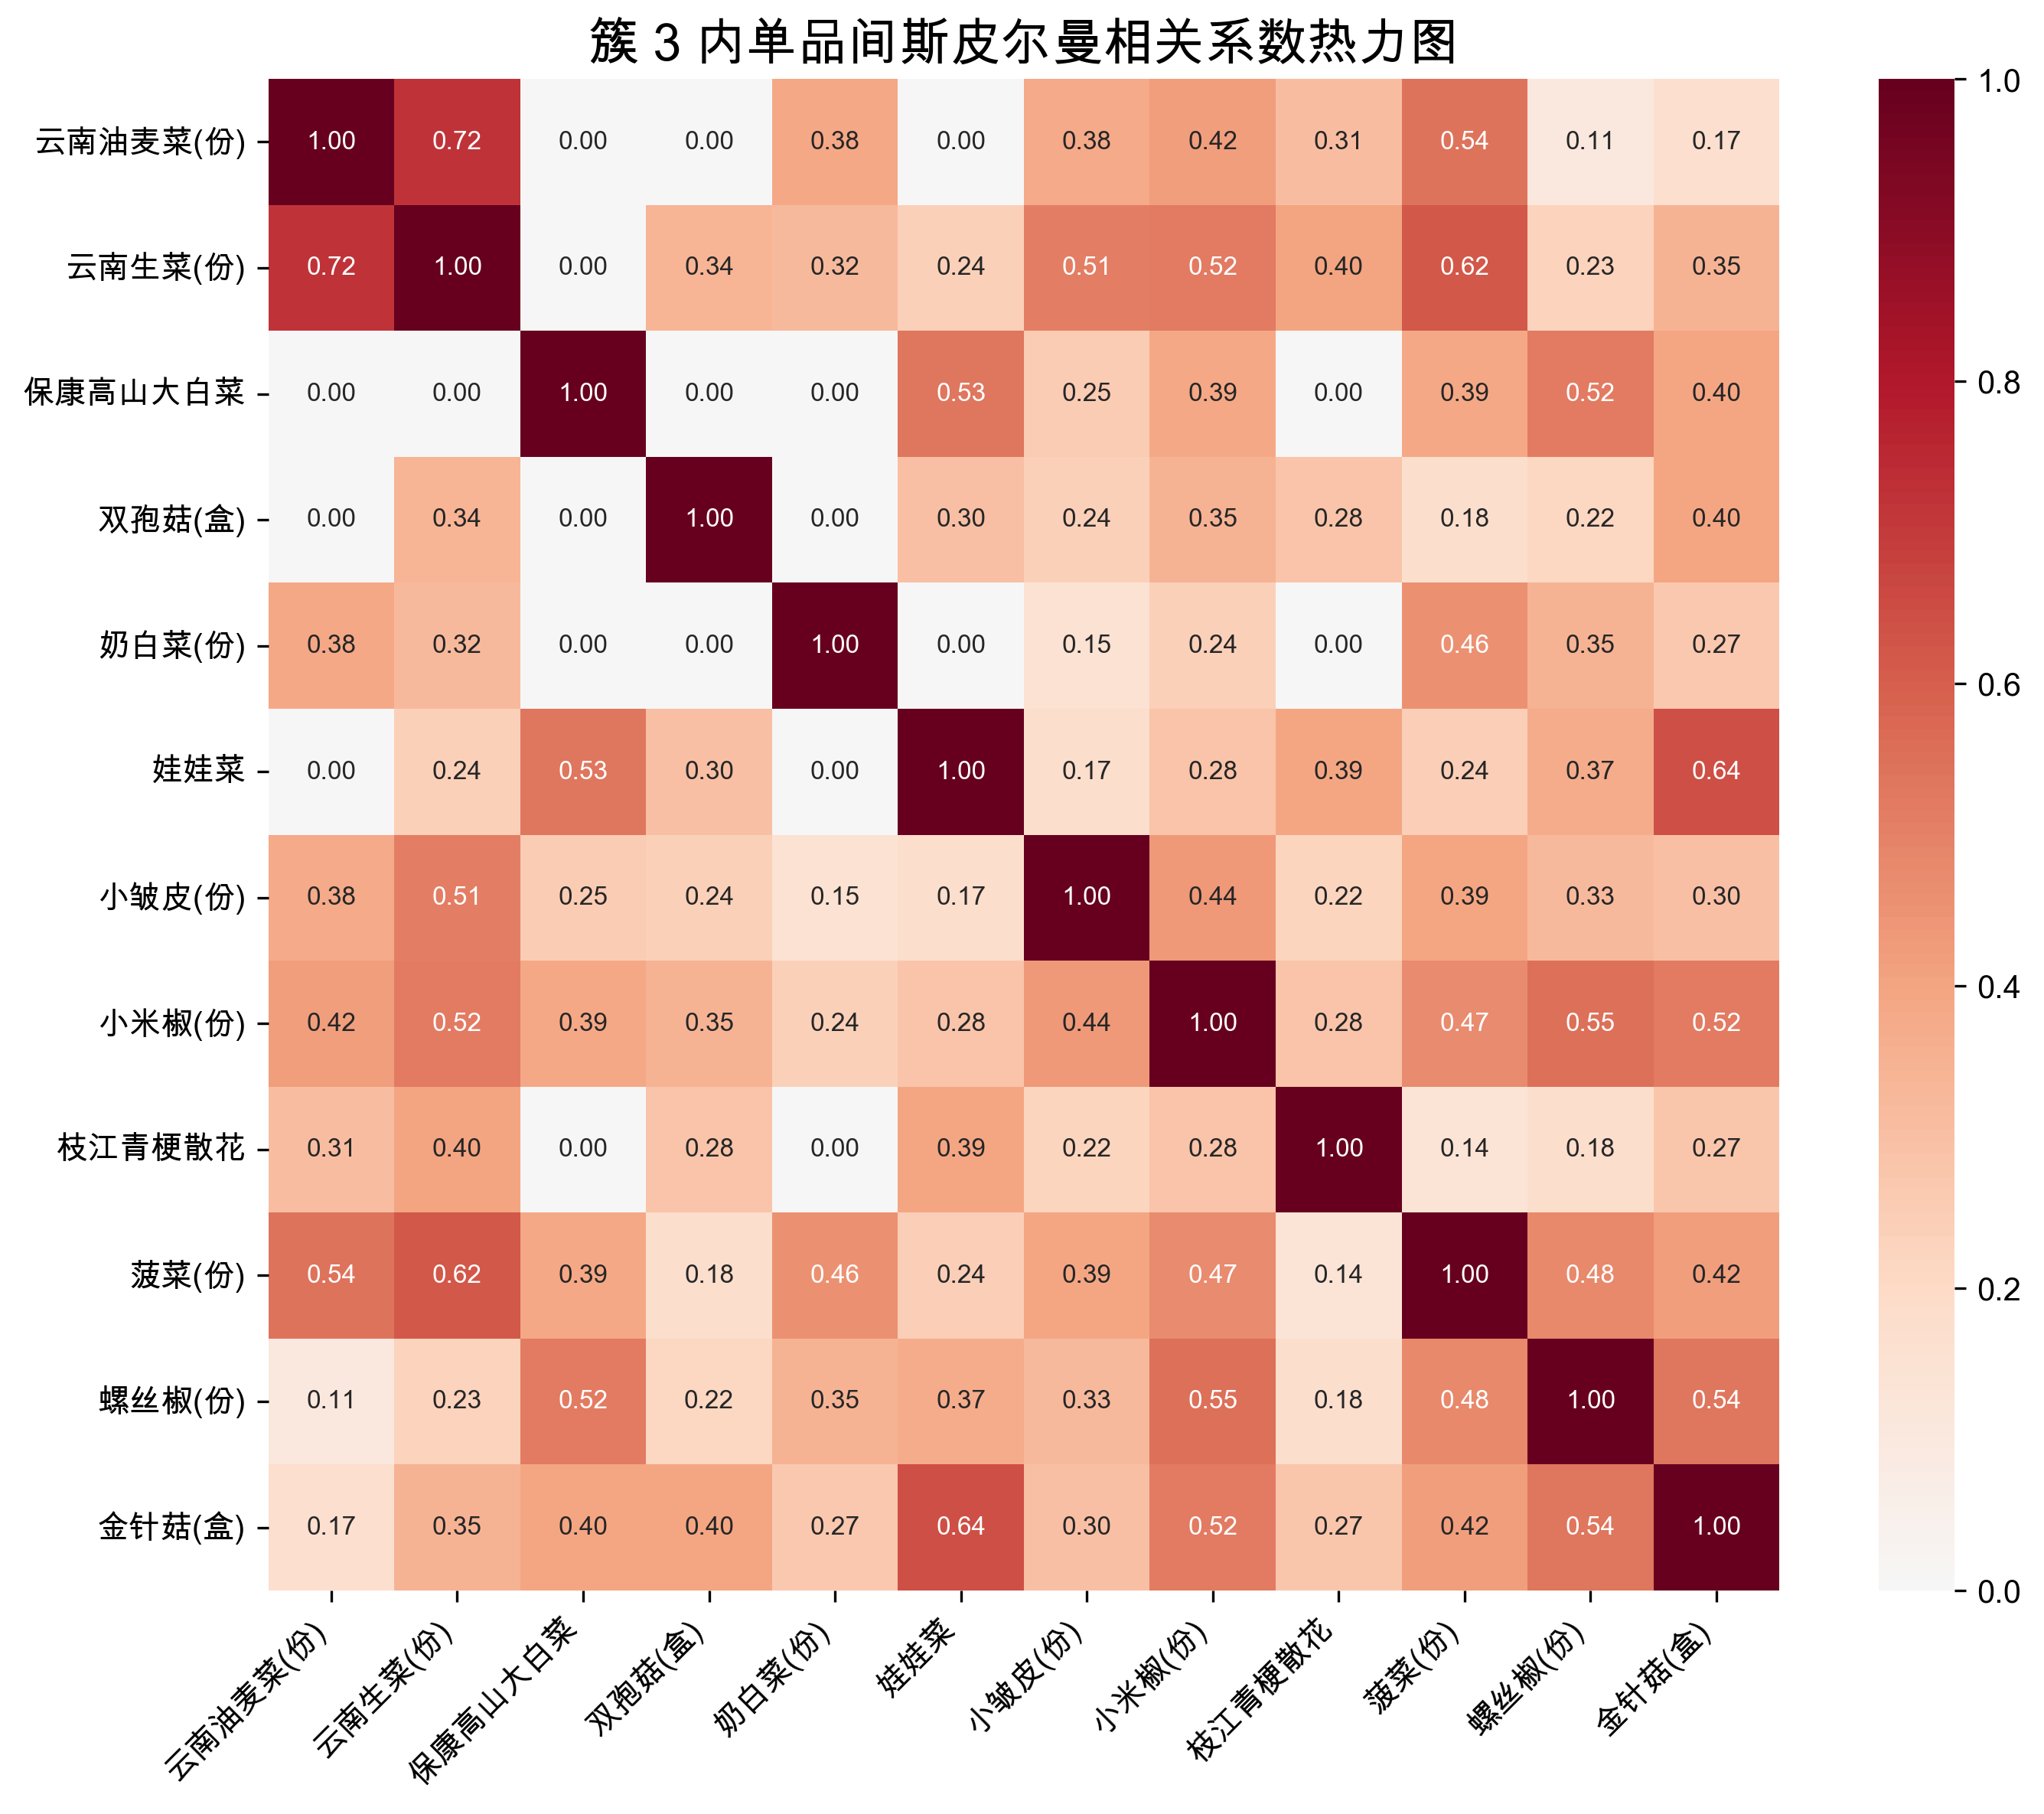 簇 3 内单品间斯皮尔曼相关系数热力图
云南油麦菜(份) 1.00 0.72 0.00 0.00 0.38 0.00 0.38 0.42 0.31 0.54 0.11 0.17
云南生菜(份) 0.72 1.00 0.00 0.34 0.32 0.24 0.51 0.52 0.40 0.62 0.23 0.35
保康高山大白菜 0.00 0.00 1.00 0.00 0.00 0.53 0.25 0.39 0.00 0.39 0.52 0.40
双孢菇(盒) 0.00 0.34 0.00 1.00 0.00 0.30 0.24 0.35 0.28 0.18 0.22 0.40
奶白菜(份) 0.38 0.32 0.00 0.00 1.00 0.00 0.15 0.24 0.00 0.46 0.35 0.27
娃娃菜 0.00 0.24 0.53 0.30 0.00 1.00 0.17 0.28 0.39 0.24 0.37 0.64
小皱皮(份) 0.38 0.51 0.25 0.24 0.15 0.17 1.00 0.44 0.22 0.39 0.33 0.30
小米椒(份) 0.42 0.52 0.39 0.35 0.24 0.28 0.44 1.00 0.28 0.47 0.55 0.52
枝江青梗散花 0.31 0.40 0.00 0.28 0.00 0.39 0.22 0.28 1.00 0.14 0.18 0.27
菠菜(份) 0.54 0.62 0.39 0.18 0.46 0.24 0.39 0.47 0.14 1.00 0.48 0.42
螺丝椒(份) 0.11 0.23 0.52 0.22 0.35 0.37 0.33 0.55 0.18 0.48 1.00 0.54
金针菇(盒) 0.17 0.35 0.40 0.40 0.27 0.64 0.30 0.52 0.27 0.42 0.54 1.00
云南油麦菜(份)
云南生菜(份)
保康高山大白菜
双孢菇(盒)
奶白菜(份)
娃娃菜
小皱皮(份)
小米椒(份)
枝江青梗散花
菠菜(份)
螺丝椒(份)
金针菇(盒)
1.0
0.8
0.6
0.4
0.2
0.0